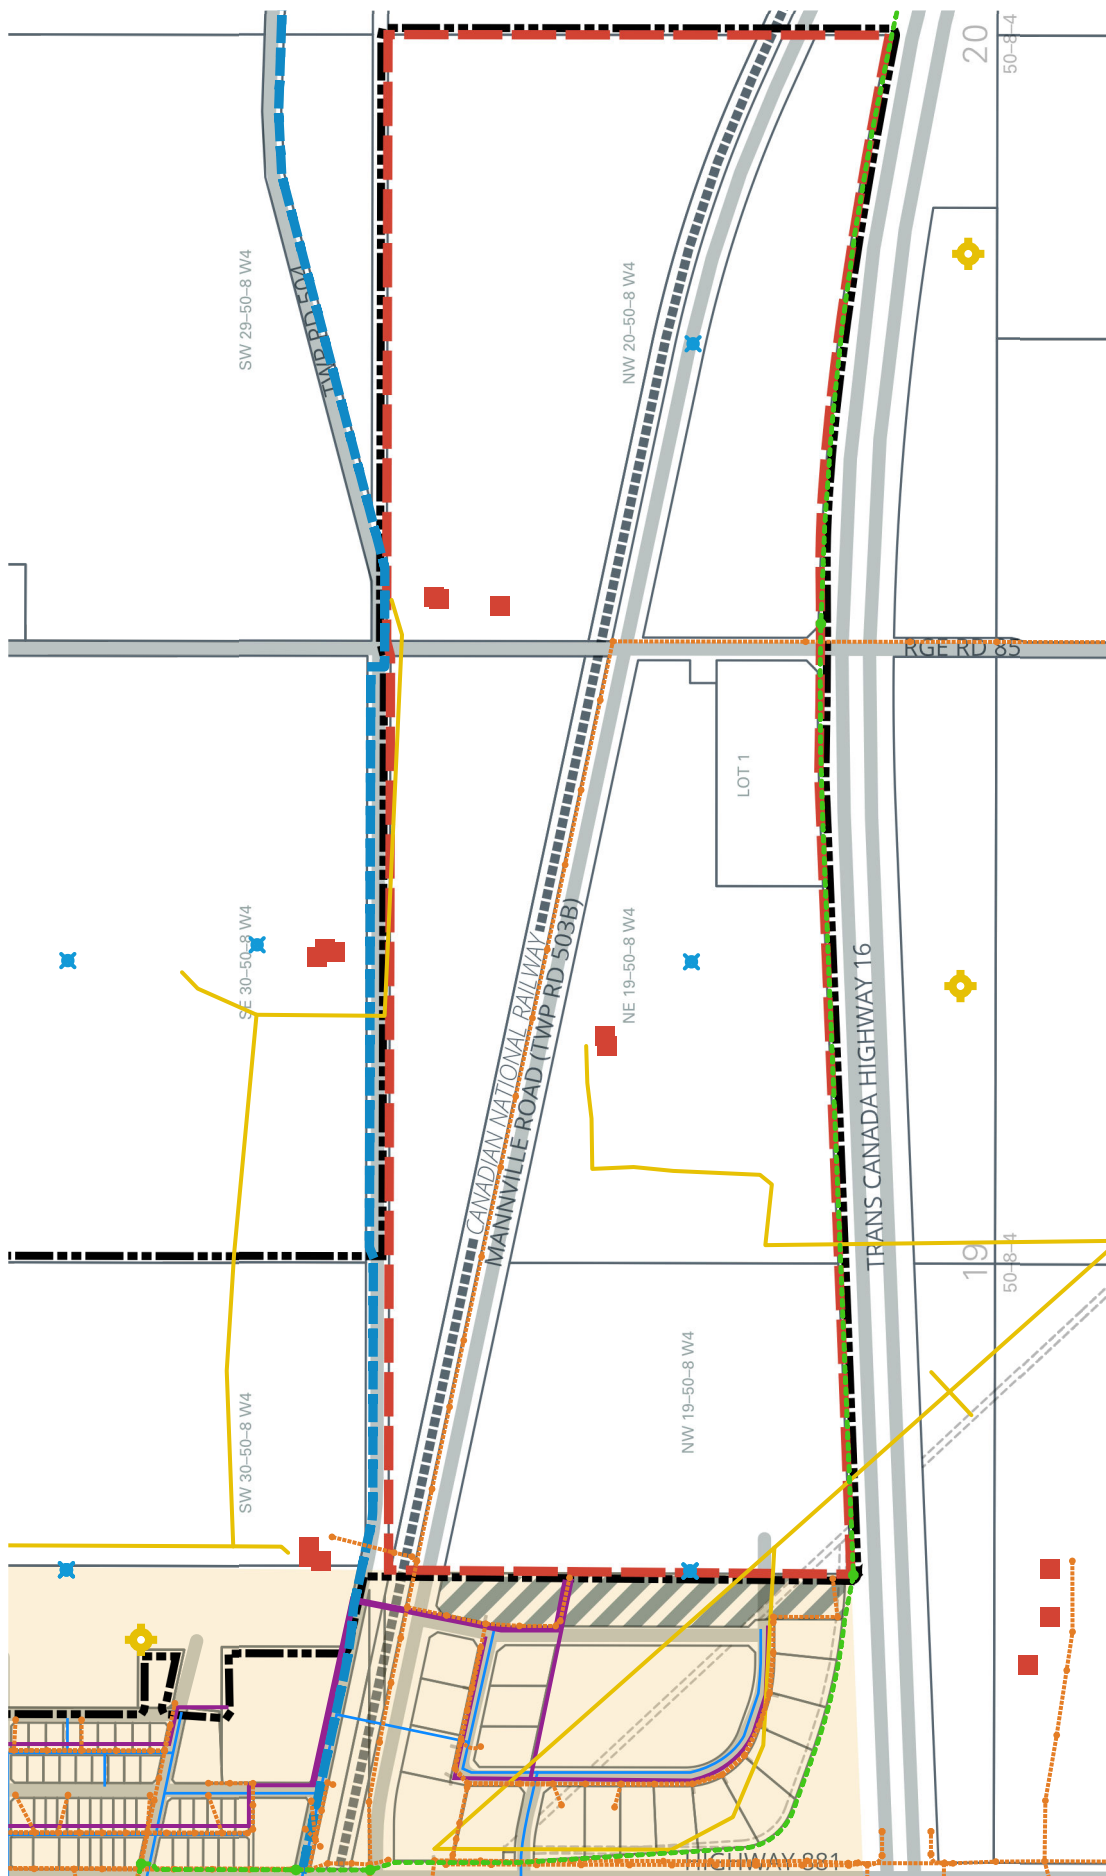 20
50-8-4
SW 29–50–8 W4
TWP RD 504
NW 20–50–8 W4
RGE RD 85
LOT 1
SE 30–50–8 W4
NE 19–50–8 W4
CANADIAN NATIONAL RAILWAY
MANNVILLE ROAD (TWP RD 503B)
TRANS CANADA HIGHWAY 16
19
50-8-4
SW 30–50–8 W4
NW 19–50–8 W4
HIGHWAY 881